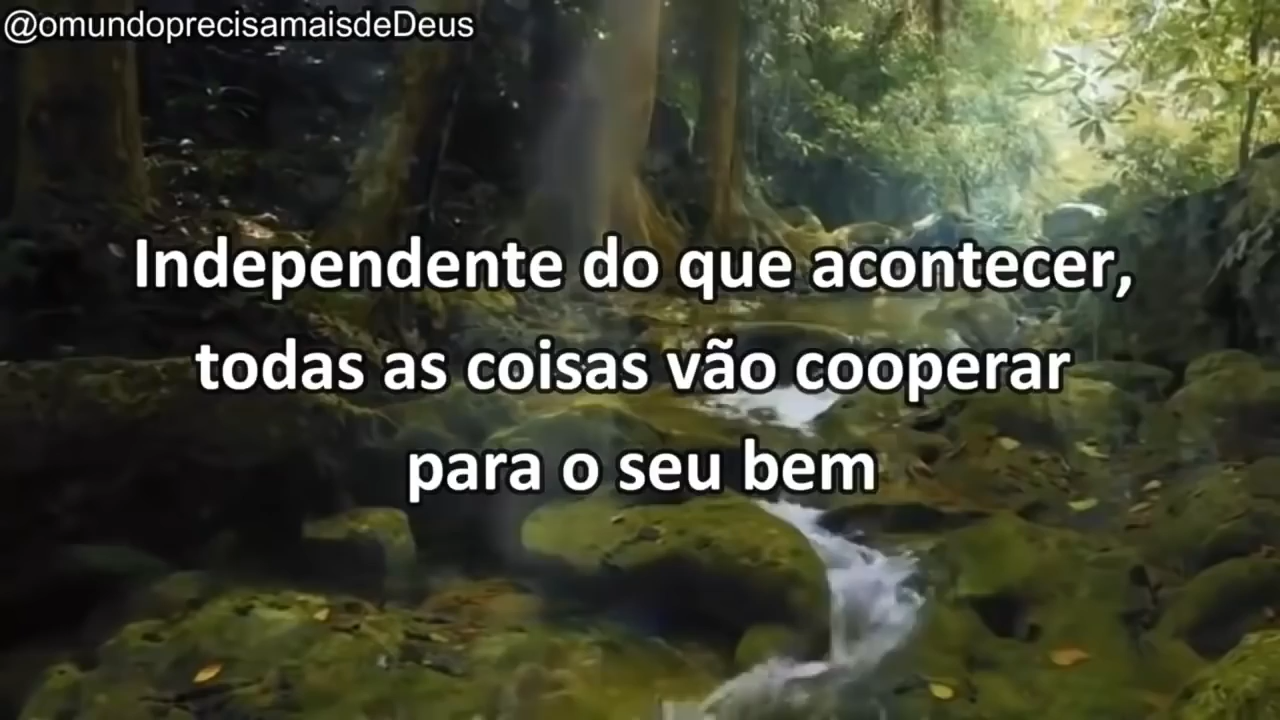 @omundoprecisamaisdeDeus
Independente do que acontecer,
todas as coisas vão cooperar
para o seu bem